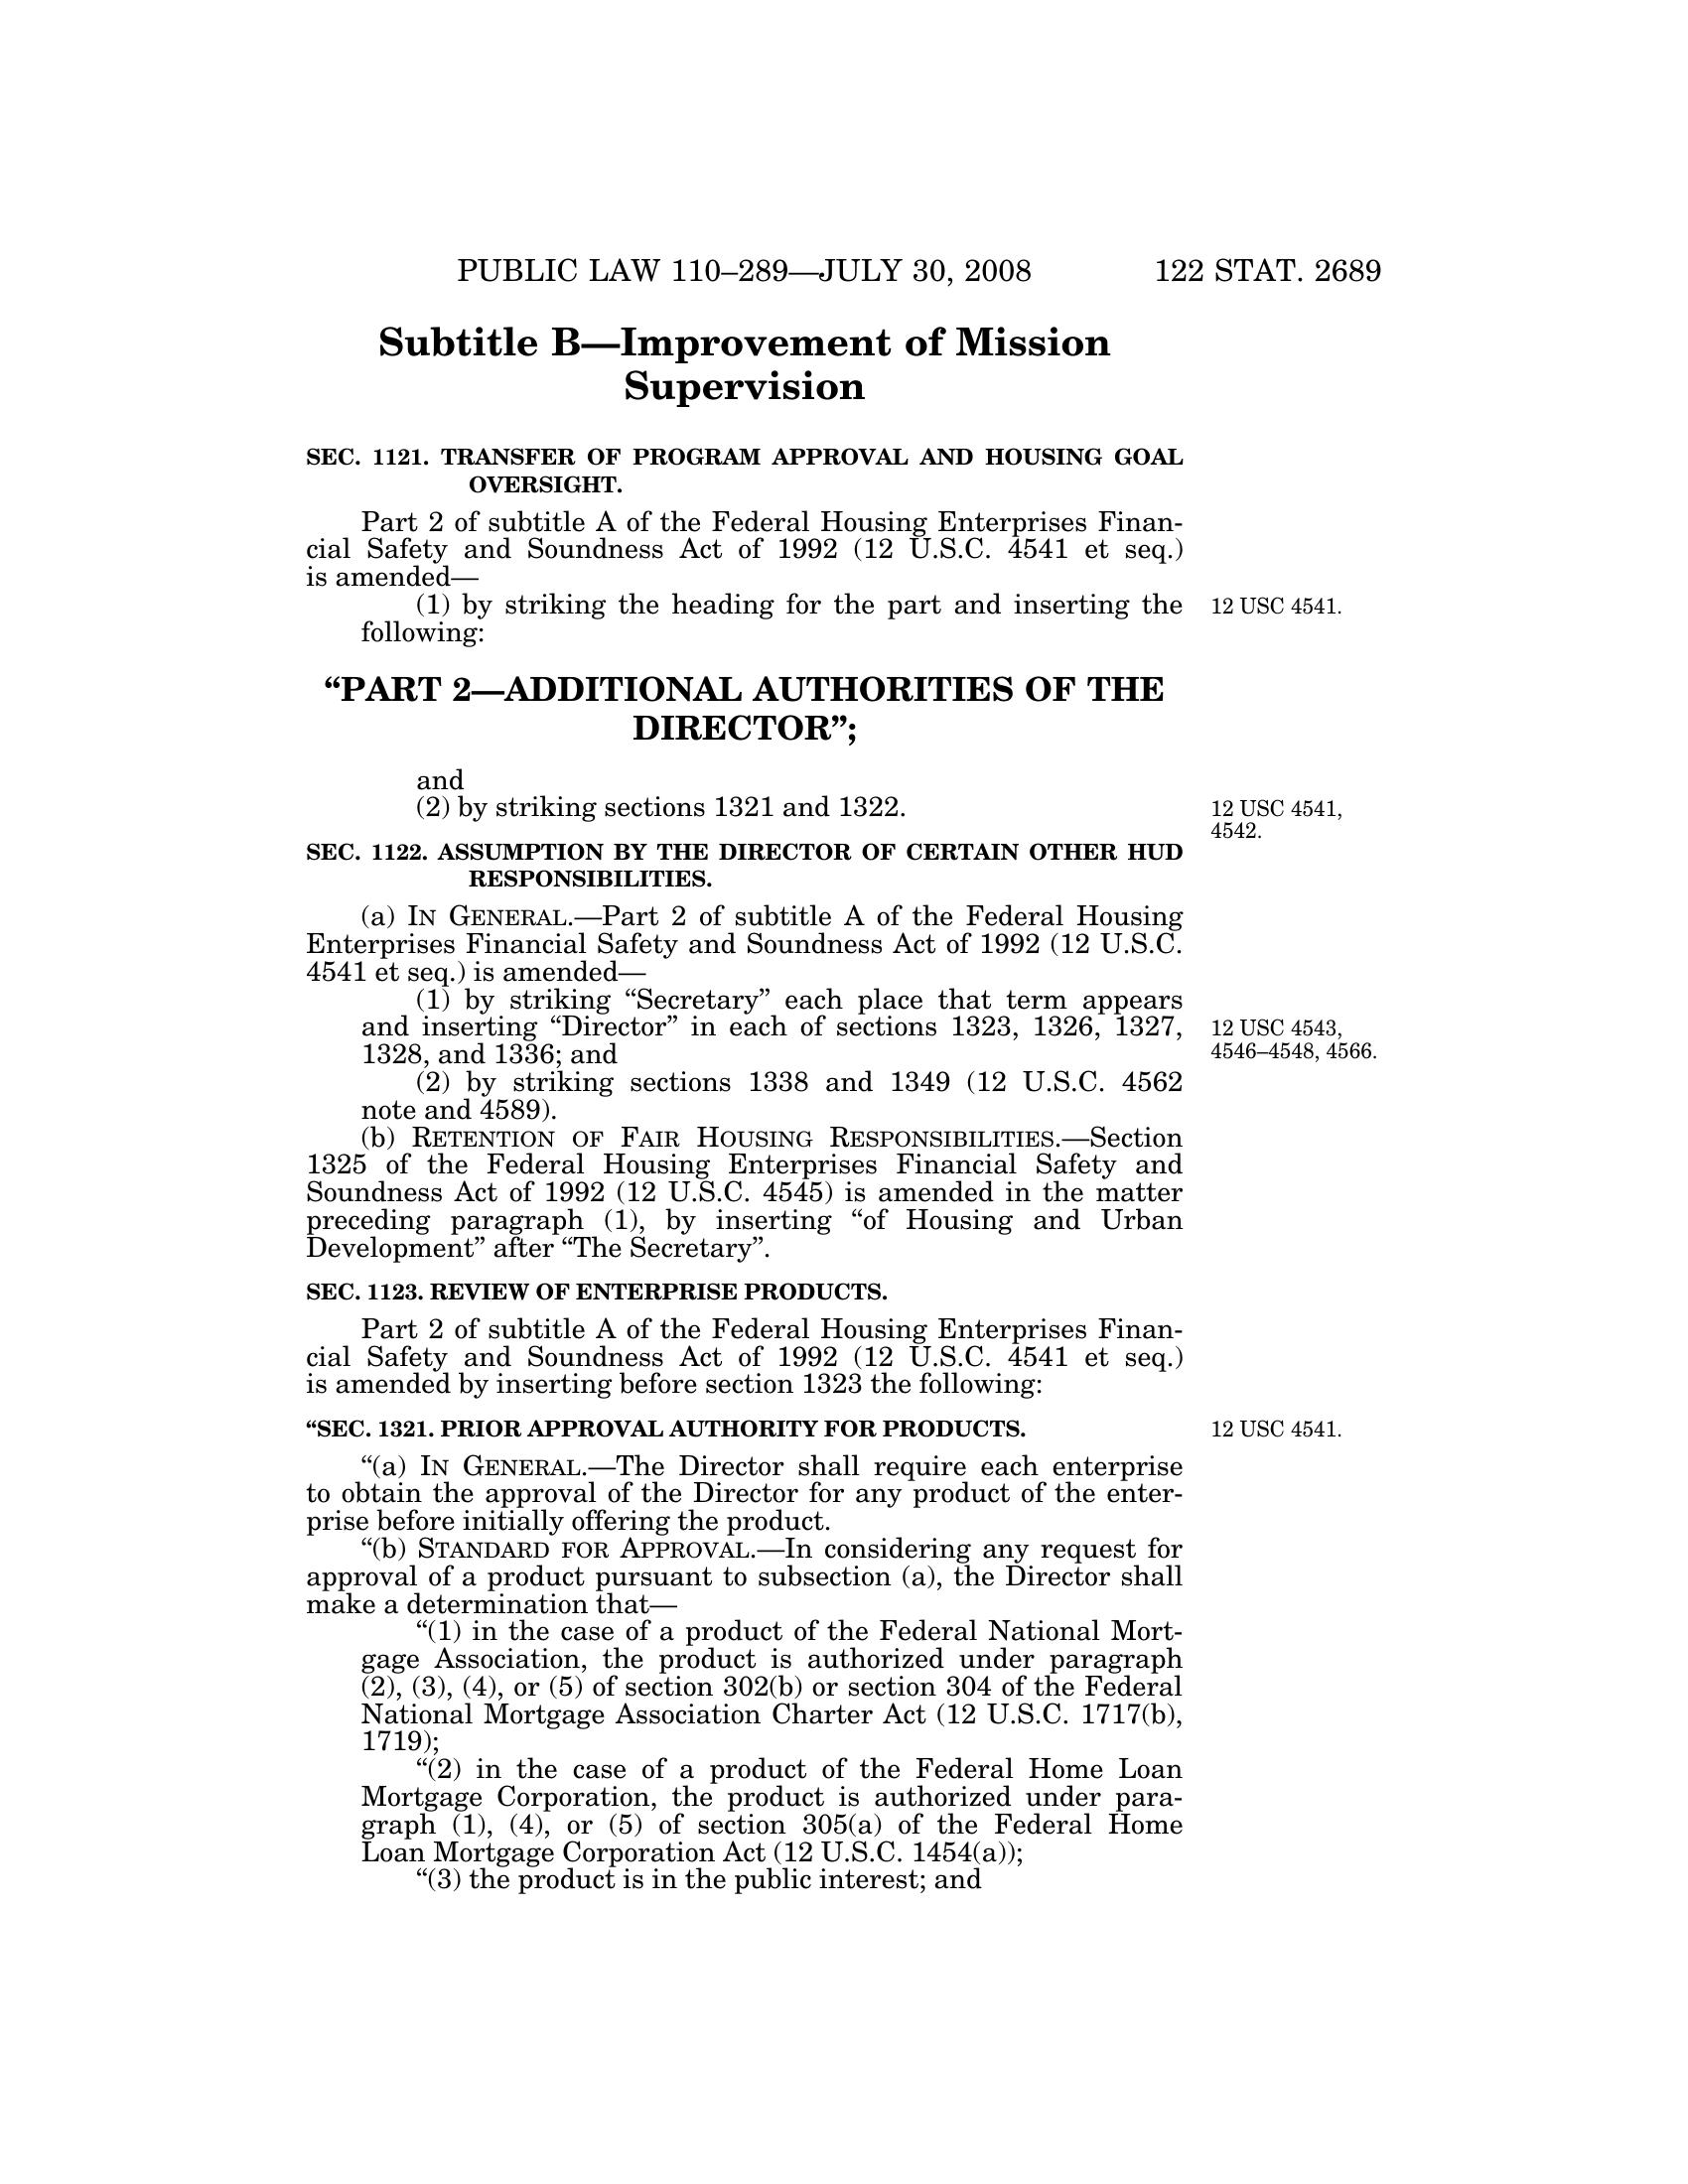 PUBLIC LAW 110–289—JULY 30, 2008 122 STAT. 2689
Subtitle B—Improvement of Mission
Supervision
SEC. 1121. TRANSFER OF PROGRAM APPROVAL AND HOUSING GOAL
OVERSIGHT.
Part 2 of subtitle A of the Federal Housing Enterprises Finan-
cial Safety and Soundness Act of 1992 (12 U.S.C. 4541 et seq.)
is amended—
(1) by striking the heading for the part and inserting the
following:
12 USC 4541.
“PART 2—ADDITIONAL AUTHORITIES OF THE
DIRECTOR”;
and
(2) by striking sections 1321 and 1322.
12 USC 4541,
4542.
SEC. 1122. ASSUMPTION BY THE DIRECTOR OF CERTAIN OTHER HUD
RESPONSIBILITIES.
(a) IN GENERAL.—Part 2 of subtitle A of the Federal Housing
Enterprises Financial Safety and Soundness Act of 1992 (12 U.S.C.
4541 et seq.) is amended—
(1) by striking “Secretary” each place that term appears
and inserting “Director” in each of sections 1323, 1326, 1327,
1328, and 1336; and
12 USC 4543,
4546–4548, 4566.
(2) by striking sections 1338 and 1349 (12 U.S.C. 4562
note and 4589).
(b) RETENTION OF FAIR HOUSING RESPONSIBILITIES.—Section
1325 of the Federal Housing Enterprises Financial Safety and
Soundness Act of 1992 (12 U.S.C. 4545) is amended in the matter
preceding paragraph (1), by inserting “of Housing and Urban
Development” after “The Secretary”.
SEC. 1123. REVIEW OF ENTERPRISE PRODUCTS.
Part 2 of subtitle A of the Federal Housing Enterprises Finan-
cial Safety and Soundness Act of 1992 (12 U.S.C. 4541 et seq.)
is amended by inserting before section 1323 the following:
“SEC. 1321. PRIOR APPROVAL AUTHORITY FOR PRODUCTS.
12 USC 4541.
“(a) IN GENERAL.—The Director shall require each enterprise
to obtain the approval of the Director for any product of the enter-
prise before initially offering the product.
“(b) STANDARD FOR APPROVAL.—In considering any request for
approval of a product pursuant to subsection (a), the Director shall
make a determination that—
“(1) in the case of a product of the Federal National Mort-
gage Association, the product is authorized under paragraph
(2), (3), (4), or (5) of section 302(b) or section 304 of the Federal
National Mortgage Association Charter Act (12 U.S.C. 1717(b),
1719);
“(2) in the case of a product of the Federal Home Loan
Mortgage Corporation, the product is authorized under para-
graph (1), (4), or (5) of section 305(a) of the Federal Home
Loan Mortgage Corporation Act (12 U.S.C. 1454(a));
“(3) the product is in the public interest; and